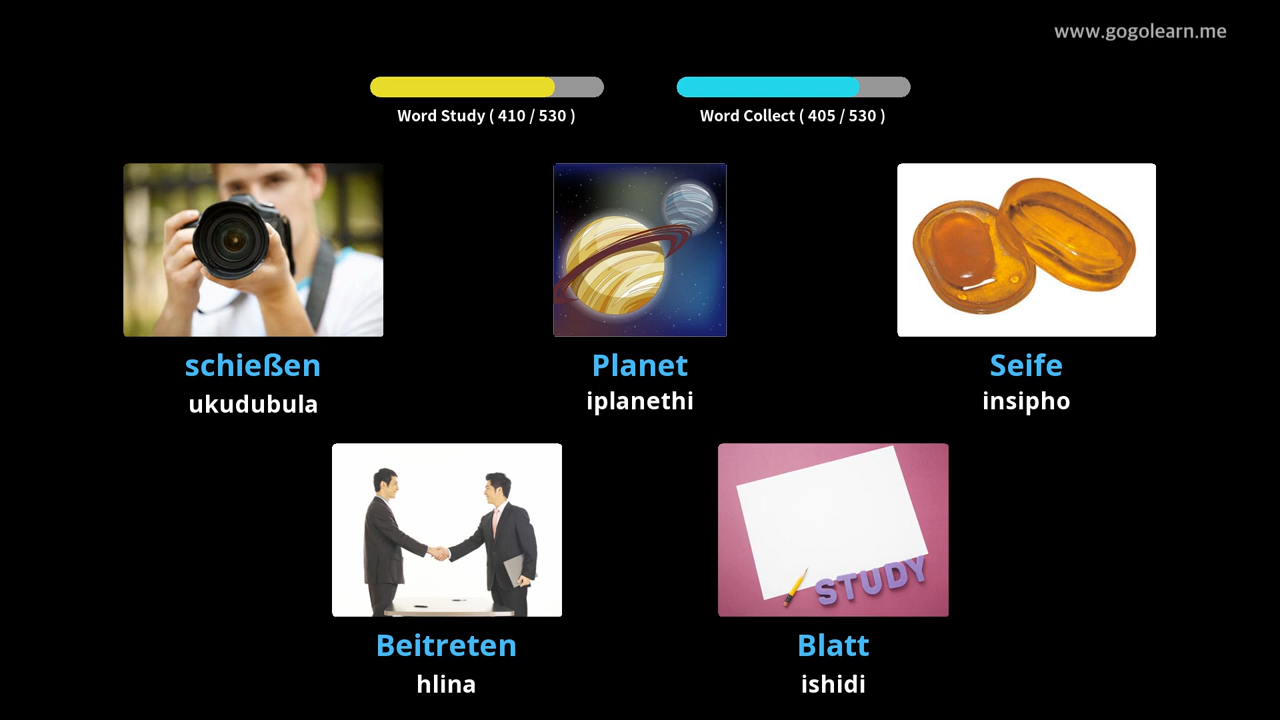 www.gogolearn.me
Word Study ( 410 / 530 )
Word Collect ( 405 / 530 )
schießen
ukudubula
Planet
iplanethi
Seife
insipho
STUDY
Beitreten
hlina
Blatt
ishidi